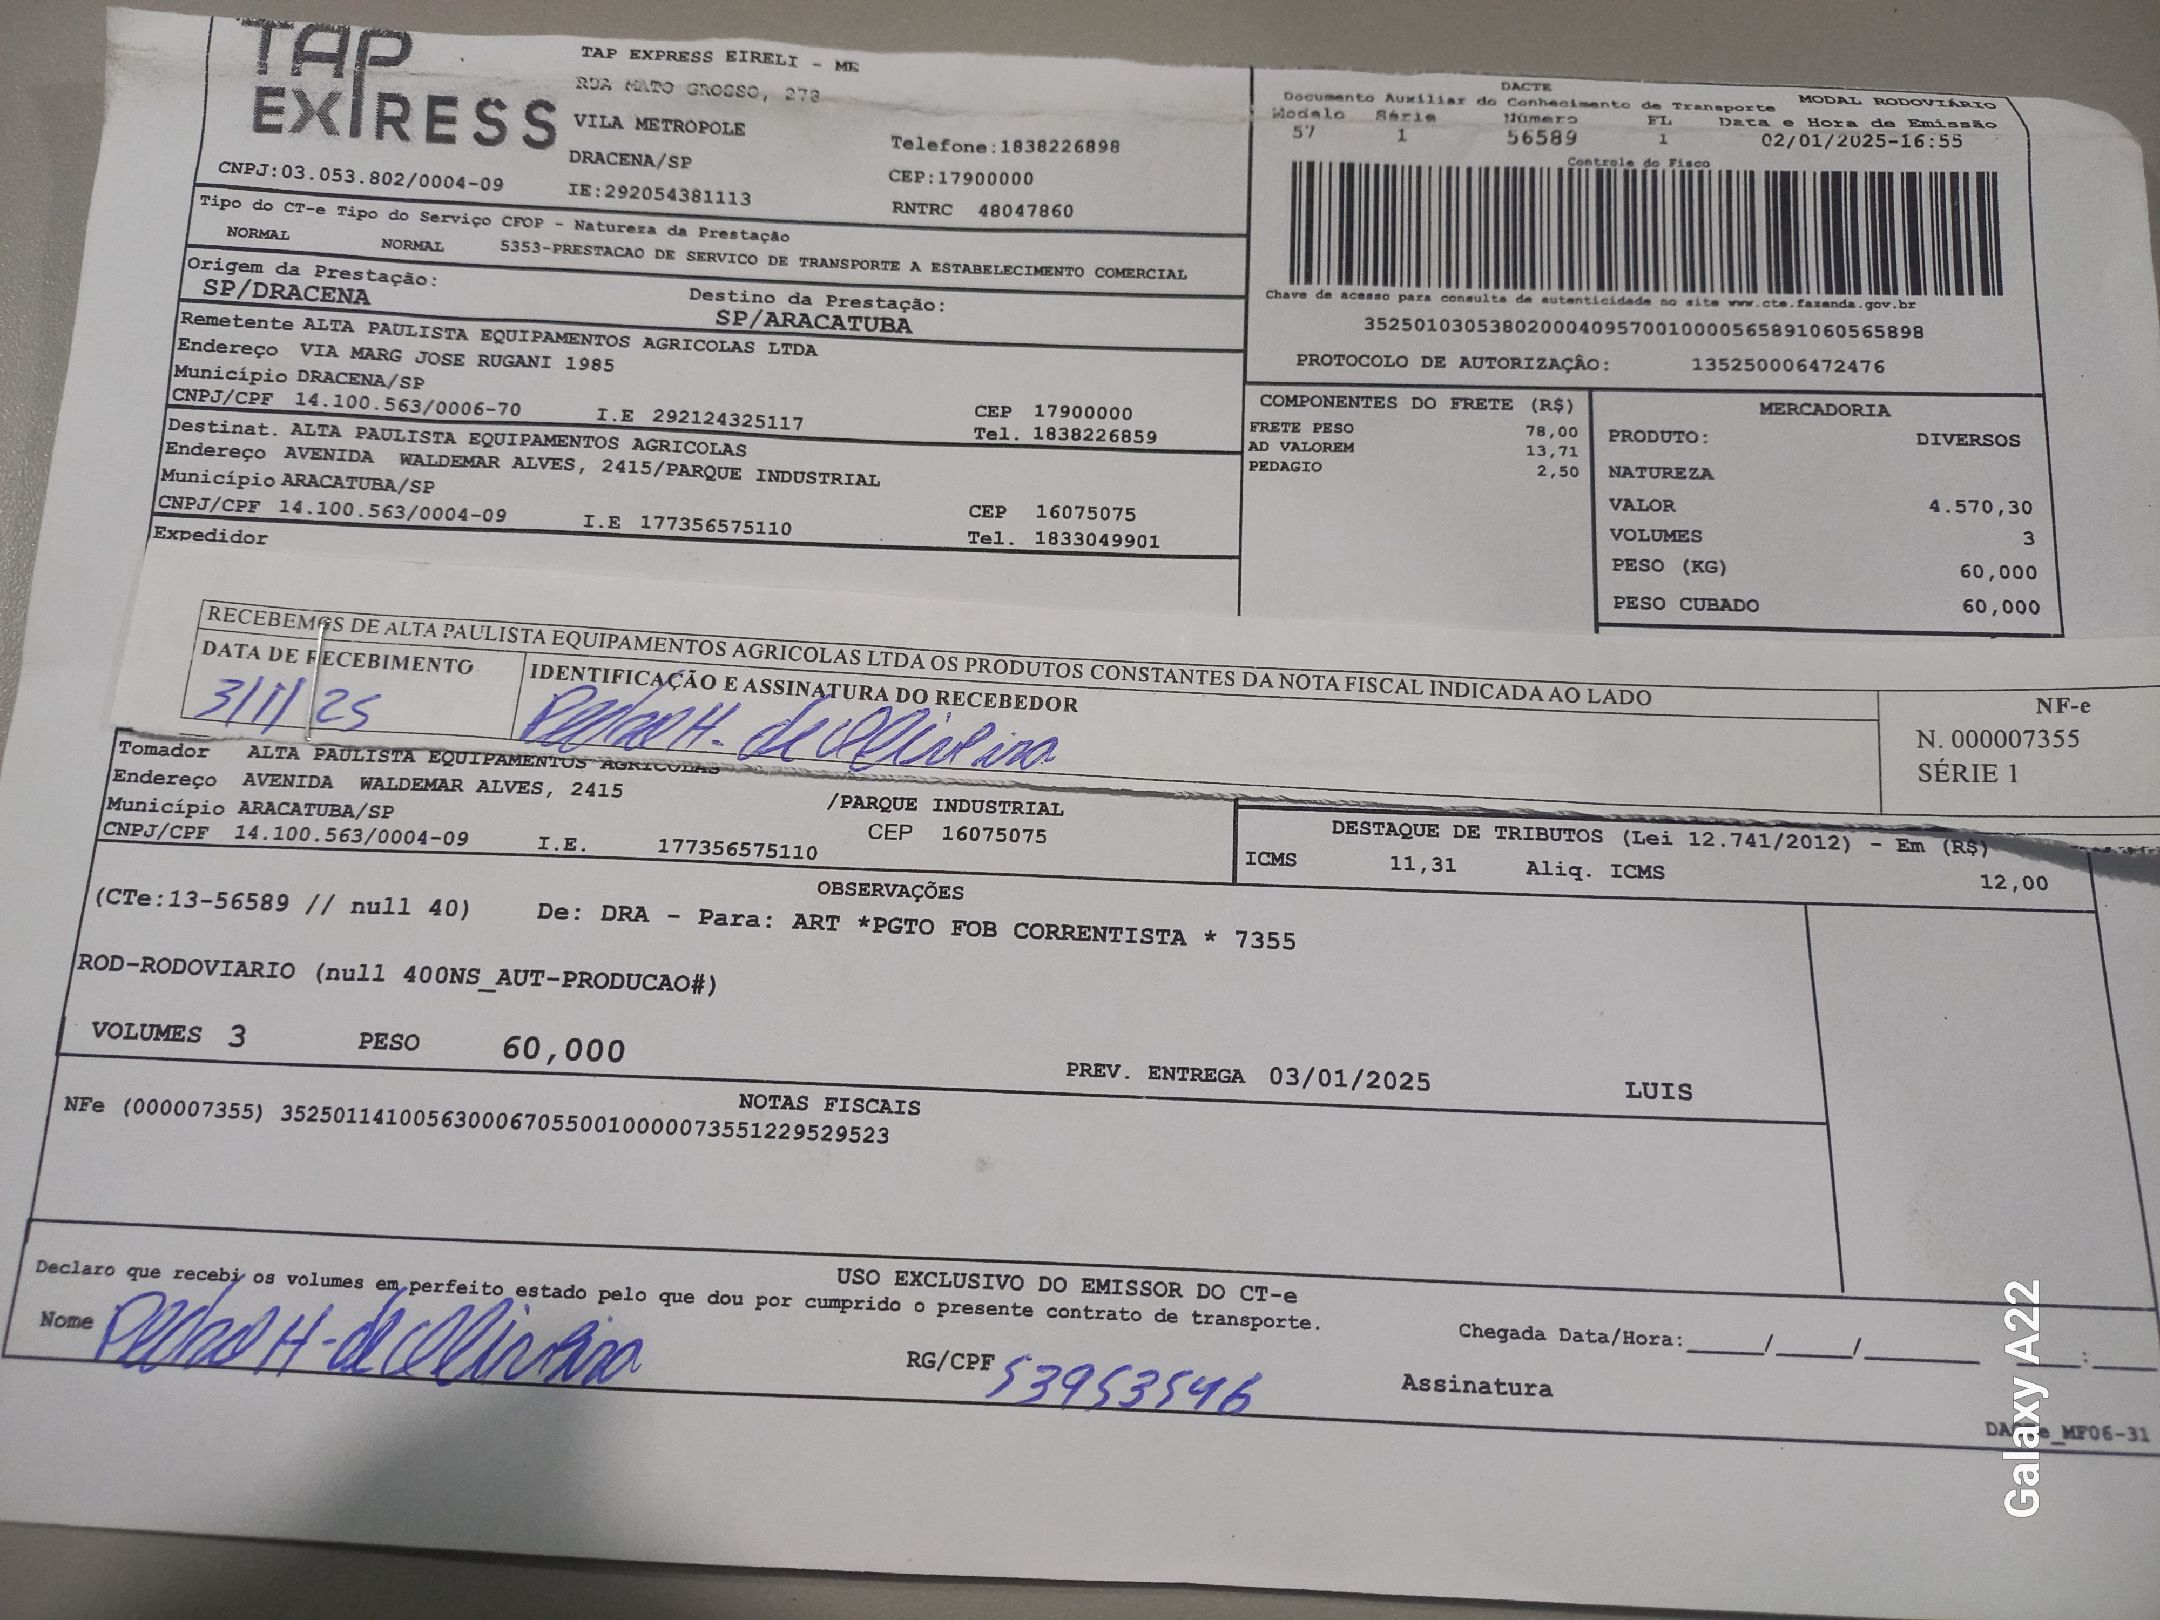 TAP EXPRESS
TAP EXPRESS EIRELI - ME
RUA MATO GROSSO, 278
VILA METROPOLE
DRACENA/SP
IE:292054381113
Telefone:1838226898
CEP:17900000
RNTRC 48047860
CNPJ:03.053.802/0004-09
Tipo do CT-e Tipo do Serviço CFOP - Natureza da Prestação
NORMAL NORMAL 5353-PRESTACAO DE SERVICO DE TRANSPORTE A ESTABELECIMENTO COMERCIAL
Origem da Prestação:
SP/DRACENA
Destino da Prestação:
SP/ARACATUBA
Remetente ALTA PAULISTA EQUIPAMENTOS AGRICOLAS LTDA
Endereço VIA MARG JOSE RUGANI 1985
Município DRACENA/SP
CNPJ/CPF 14.100.563/0006-70 I.E 292124325117
CEP 17900000
Tel. 1838226859
Destinat. ALTA PAULISTA EQUIPAMENTOS AGRICOLAS
Endereço AVENIDA WALDEMAR ALVES, 2415/PARQUE INDUSTRIAL
Município ARACATUBA/SP
CNPJ/CPF 14.100.563/0004-09 I.E 177356575110
CEP 16075075
Tel. 1833049901
Expedidor
DACTE
Documento Auxiliar do Conhecimento de Transporte MODAL RODOVIÁRIO
Modelo Série Número FL Data e Hora de Emissão
57 1 56589 1 02/01/2025-16:55
Controle do Fisco
Chave de acesso para consulta de autenticidade no site www.cte.fazenda.gov.br
35250103053802000409570010000565891060565898
PROTOCOLO DE AUTORIZAÇÂO: 135250006472476
COMPONENTES DO FRETE (R$)
FRETE PESO 78,00
AD VALOREM 13,71
PEDAGIO 2,50
MERCADORIA
PRODUTO: DIVERSOS
NATUREZA
VALOR 4.570,30
VOLUMES 3
PESO (KG) 60,000
PESO CUBADO 60,000
RECEBEMOS DE ALTA PAULISTA EQUIPAMENTOS AGRICOLAS LTDA OS PRODUTOS CONSTANTES DA NOTA FISCAL INDICADA AO LADO
DATA DE RECEBIMENTO
3/1/25
IDENTIFICAÇÃO E ASSINATURA DO RECEBEDOR
Pedro H. de Oliveira
NF-e
N. 000007355
SÉRIE 1
Tomador ALTA PAULISTA EQUIPAMENTOS AGRICOLAS
Endereço AVENIDA WALDEMAR ALVES, 2415 /PARQUE INDUSTRIAL
Município ARACATUBA/SP CEP 16075075
CNPJ/CPF 14.100.563/0004-09 I.E. 177356575110
DESTAQUE DE TRIBUTOS (Lei 12.741/2012) - Em (R$)
ICMS 11,31 Aliq. ICMS 12,00
OBSERVAÇÕES
(CTe:13-56589 // null 40) De: DRA - Para: ART *PGTO FOB CORRENTISTA * 7355
ROD-RODOVIARIO (null 400NS_AUT-PRODUCAO#)
VOLUMES 3 PESO 60,000
PREV. ENTREGA 03/01/2025 LUIS
NOTAS FISCAIS
NFe (000007355) 35250114100563000670550010000073551229529523
USO EXCLUSIVO DO EMISSOR DO CT-e
Declaro que recebi os volumes em perfeito estado pelo que dou por cumprido o presente contrato de transporte.
Nome Pedro H. de Oliveira
RG/CPF 53953546
Chegada Data/Hora:_____/_____/________ ____:____
Assinatura
_MF06-31
Galaxy A22